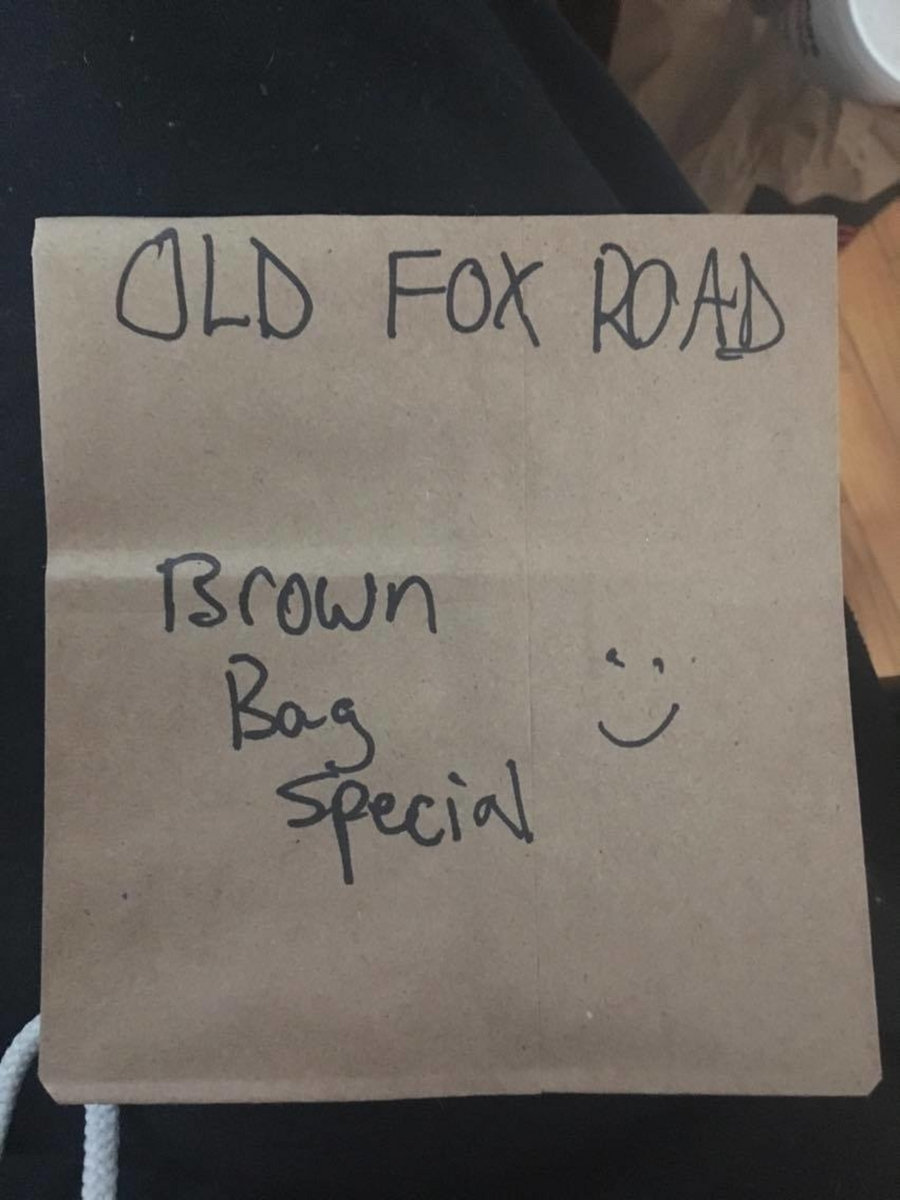 OLD FOX ROAD
Brown
Bag
Special